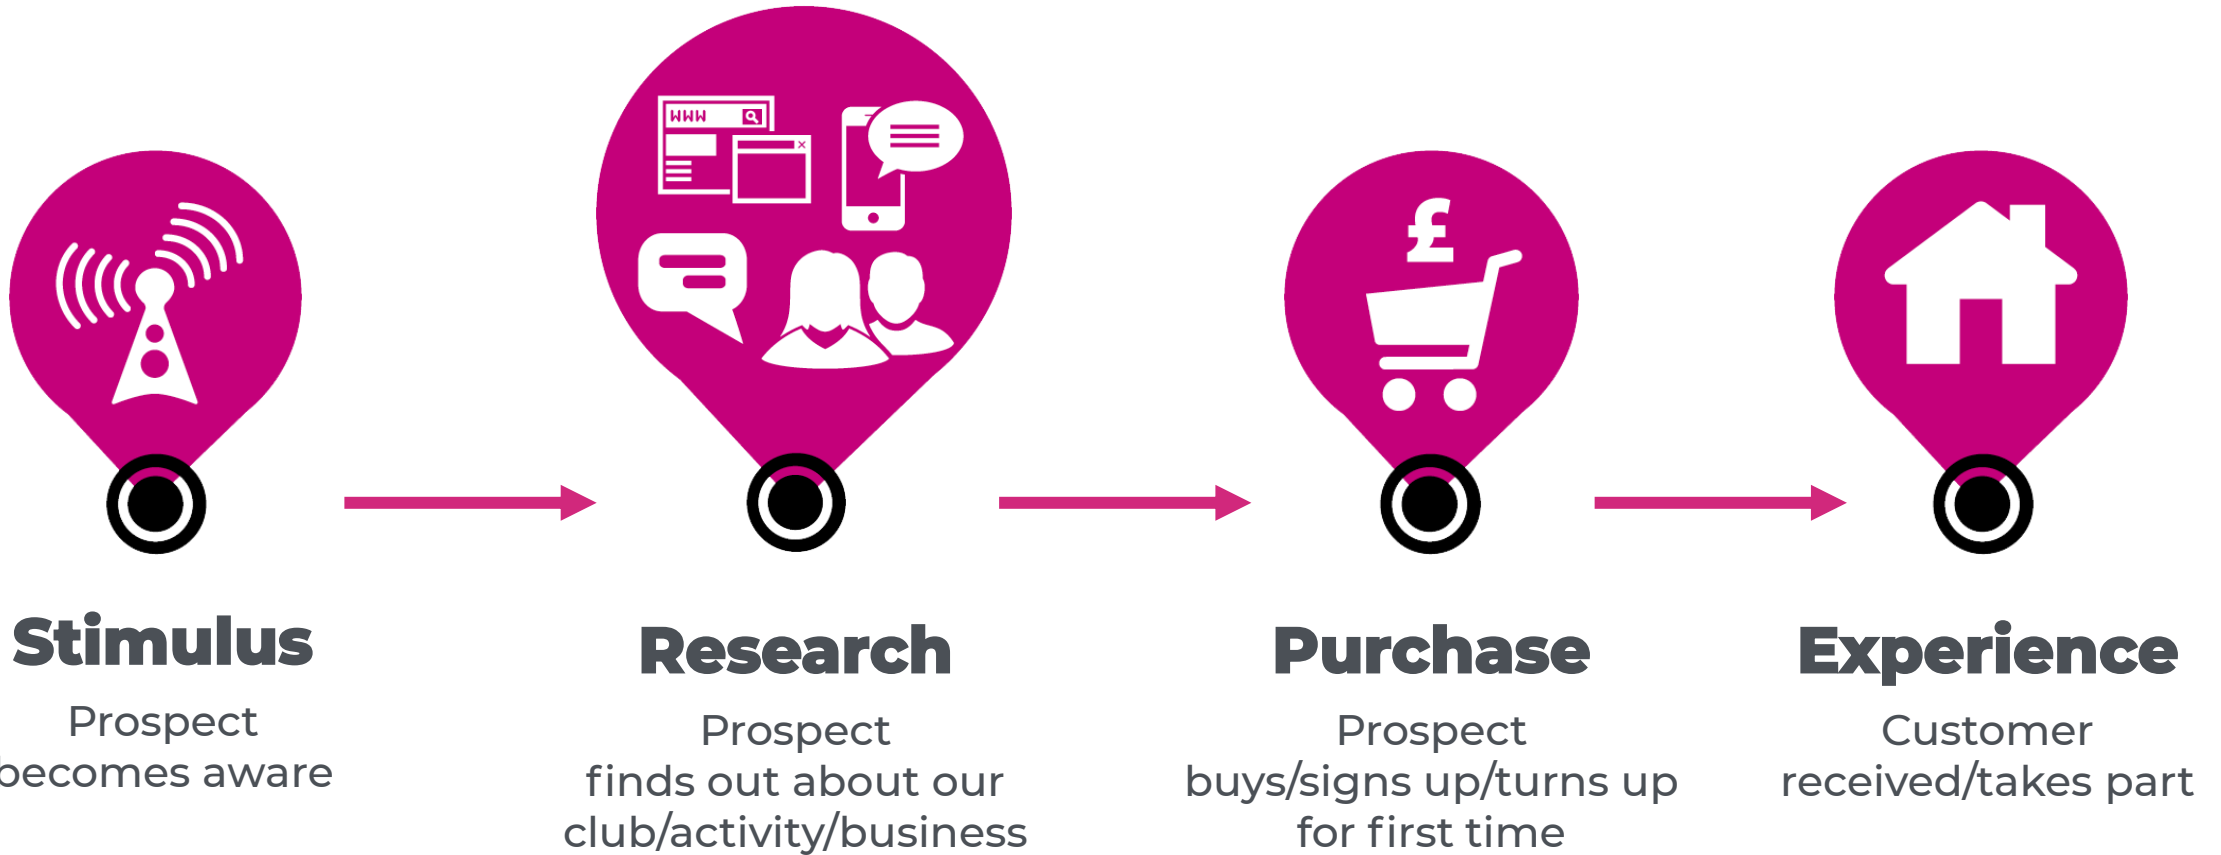 WWW
£
Stimulus
Prospect
becomes aware
Research
Prospect
finds out about our
club/activity/business
Purchase
Prospect
buys/signs up/turns up
for first time
Experience
Customer
received/takes part